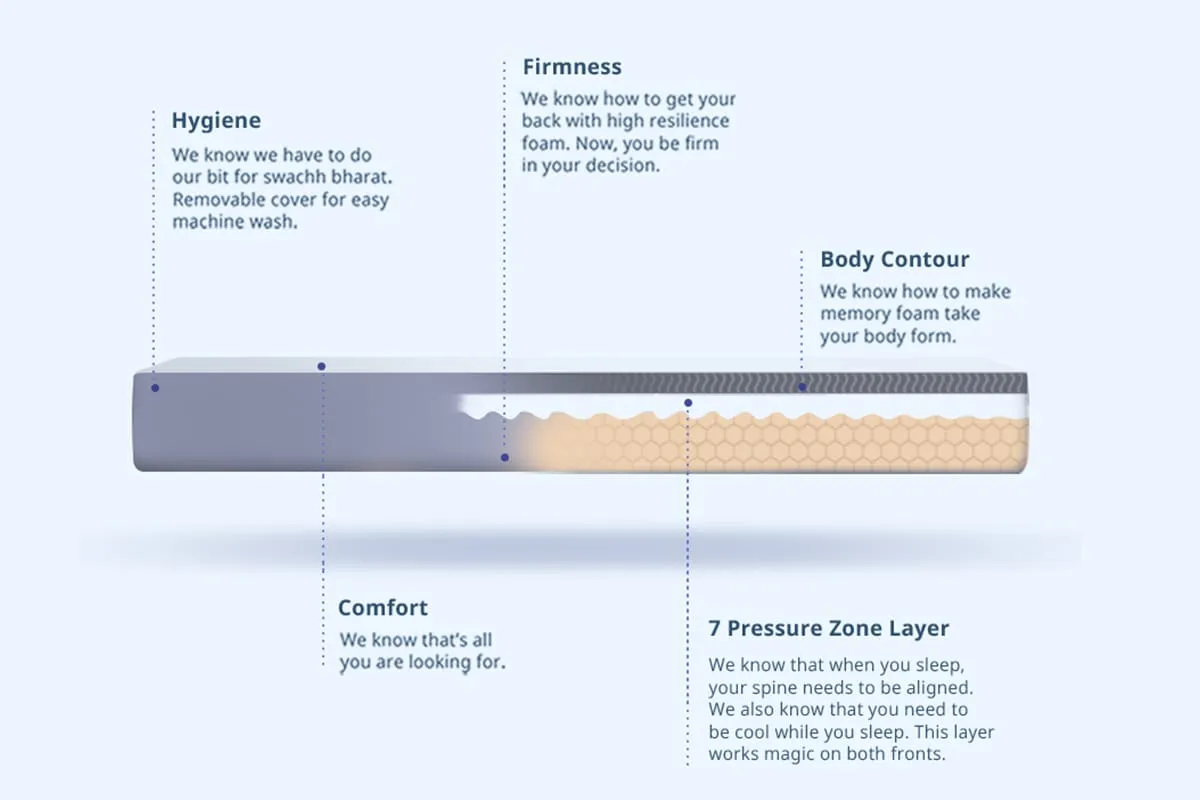 Firmness
We know how to get your
back with high resilience
foam. Now, you be firm
in your decision.
Hygiene
We know we have to do
our bit for swachh bharat.
Removable cover for easy
machine wash.
Body Contour
We know how to make
memory foam take
your body form.
Comfort
We know that's all
you are looking for.
7 Pressure Zone Layer
We know that when you sleep,
your spine needs to be aligned.
We also know that you need to
be cool while you sleep. This layer
works magic on both fronts.